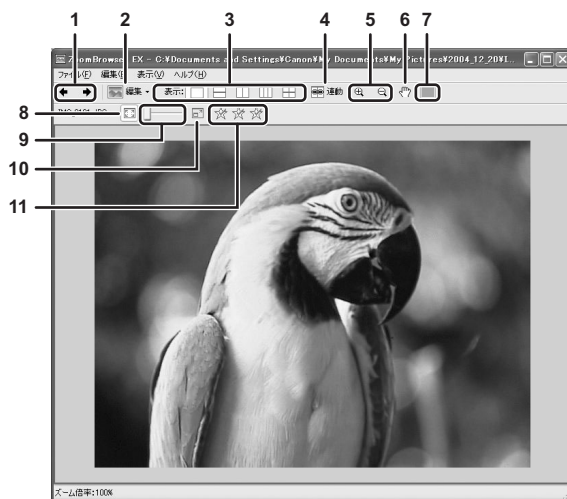 1 2 3 4 5 6 7
ZoomBrowser EX - C:¥Documents and Settings¥Canon¥My Documents¥My Pictures¥2004_12_20¥I...
ファイル(F) 編集(E) 表示(V) ヘルプ(H)
編集 表示: 連動
8
9
10
11
ズーム倍率:100%